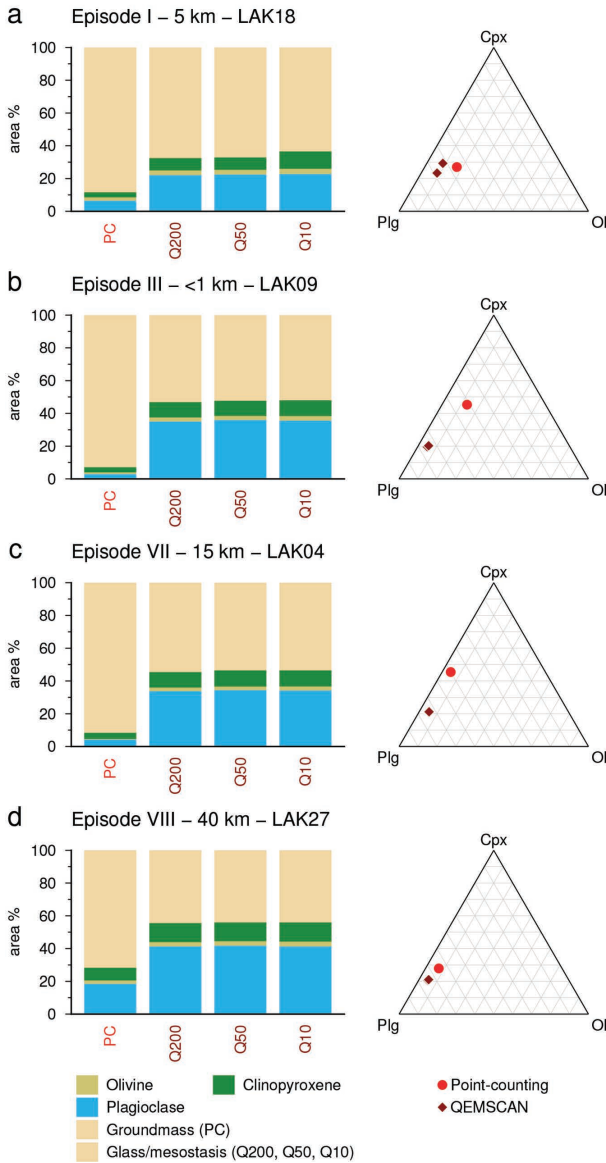 a Episode I – 5 km – LAK18
100
80
60
40
20
0
area %
PC
Q200
Q50
Q10
Cpx
Plg
Ol
b Episode III – <1 km – LAK09
100
80
60
40
20
0
area %
PC
Q200
Q50
Q10
Cpx
Plg
Ol
c Episode VII – 15 km – LAK04
100
80
60
40
20
0
area %
PC
Q200
Q50
Q10
Cpx
Plg
Ol
d Episode VIII – 40 km – LAK27
100
80
60
40
20
0
area %
PC
Q200
Q50
Q10
Cpx
Plg
Ol
Olivine
Clinopyroxene
Point-counting
Plagioclase
QEMSCAN
Groundmass (PC)
Glass/mesostasis (Q200, Q50, Q10)